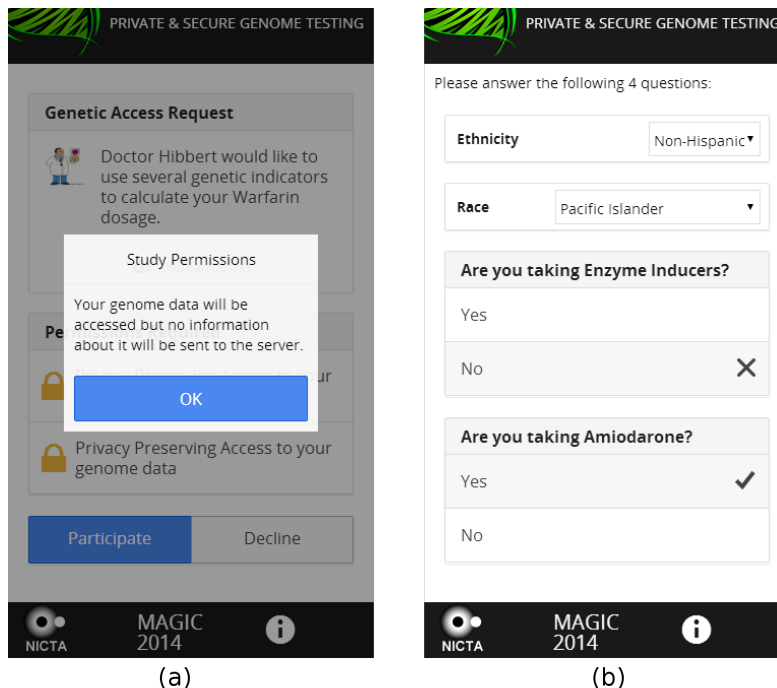 PRIVATE & SECURE GENOME TESTING
Genetic Access Request
Doctor Hibbert would like to
use several genetic indicators
to calculate your Warfarin
dosage.
Study Permissions
Your genome data will be
accessed but no information
about it will be sent to the server.
OK
Privacy Preserving Access to your
genome data
Participate
Decline
NICTA
MAGIC
2014
(a)
PRIVATE & SECURE GENOME TESTING
Please answer the following 4 questions:
Ethnicity
Non-Hispanic
Race
Pacific Islander
Are you taking Enzyme Inducers?
Yes
No
Are you taking Amiodarone?
Yes
No
NICTA
MAGIC
2014
(b)